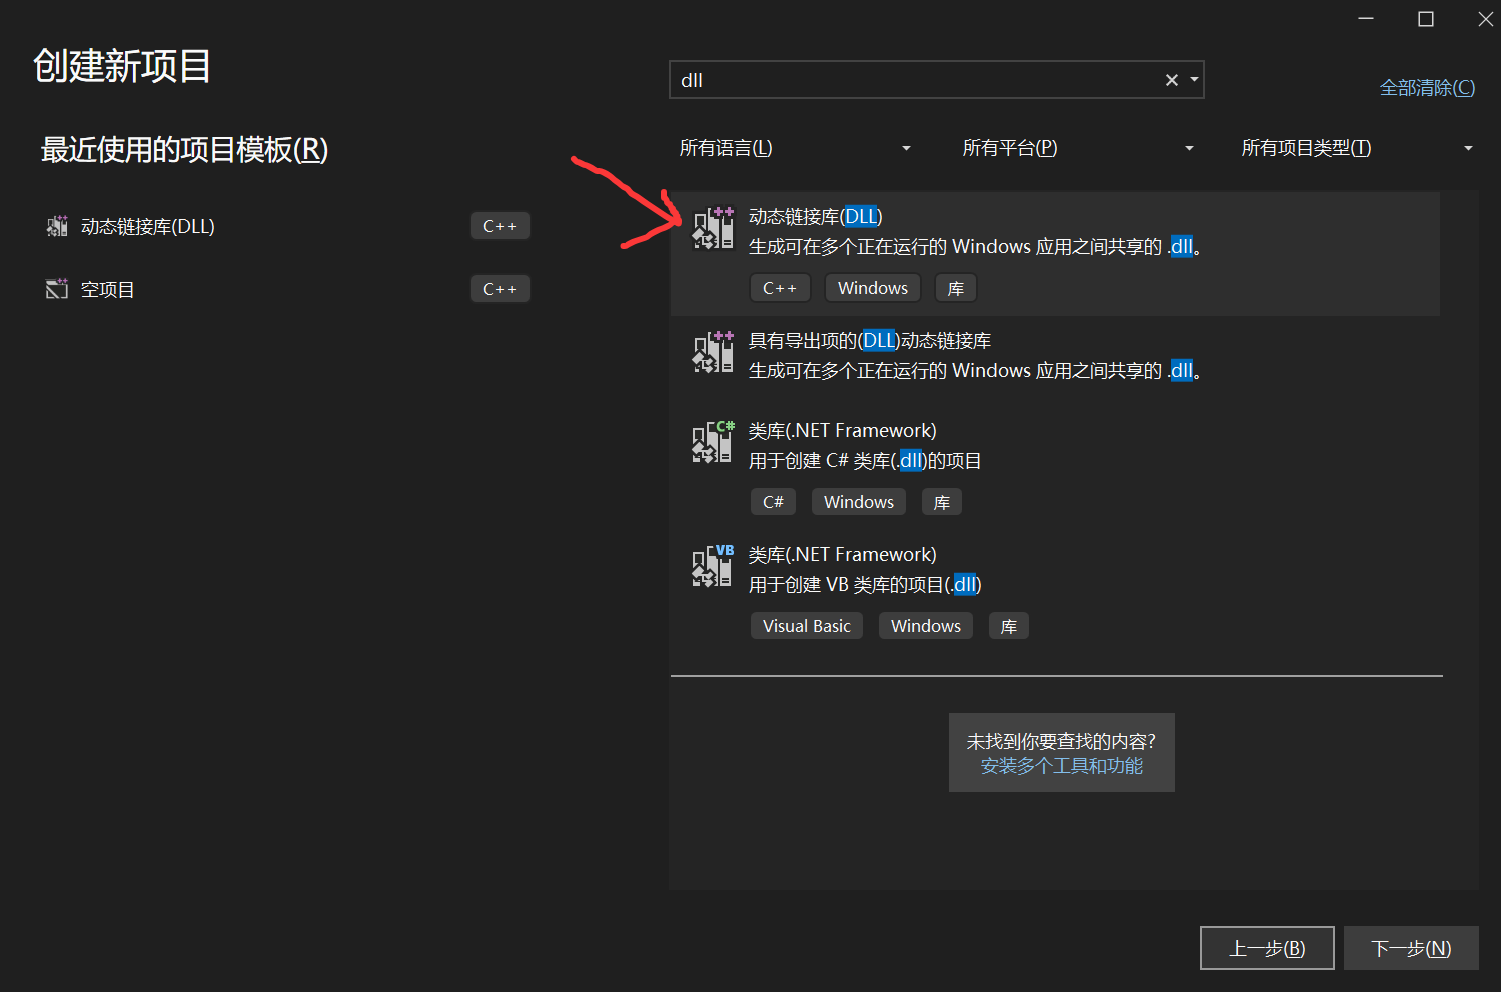 创建新项目
dll
全部清除(C)
最近使用的项目模板(R)
所有语言(L)
所有平台(P)
所有项目类型(T)
动态链接库(DLL)
C++
空项目
C++
动态链接库(DLL)
生成可在多个正在运行的 Windows 应用之间共享的 .dll。
C++
Windows
库
具有导出项的(DLL)动态链接库
生成可在多个正在运行的 Windows 应用之间共享的 .dll。
类库(.NET Framework)
用于创建 C# 类库(.dll)的项目
C#
Windows
库
类库(.NET Framework)
用于创建 VB 类库的项目(.dll)
Visual Basic
Windows
库
未找到你要查找的内容?
安装多个工具和功能
上一步(B)
下一步(N)